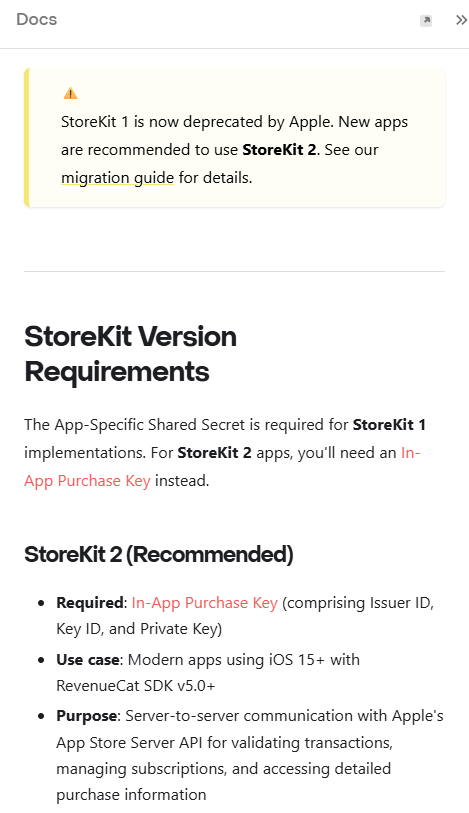 Docs
StoreKit 1 is now deprecated by Apple. New apps
are recommended to use StoreKit 2. See our
migration guide for details.
StoreKit Version
Requirements
The App-Specific Shared Secret is required for StoreKit 1
implementations. For StoreKit 2 apps, you'll need an In-
App Purchase Key instead.
StoreKit 2 (Recommended)
• Required: In-App Purchase Key (comprising Issuer ID,
Key ID, and Private Key)
• Use case: Modern apps using iOS 15+ with
RevenueCat SDK v5.0+
• Purpose: Server-to-server communication with Apple's
App Store Server API for validating transactions,
managing subscriptions, and accessing detailed
purchase information